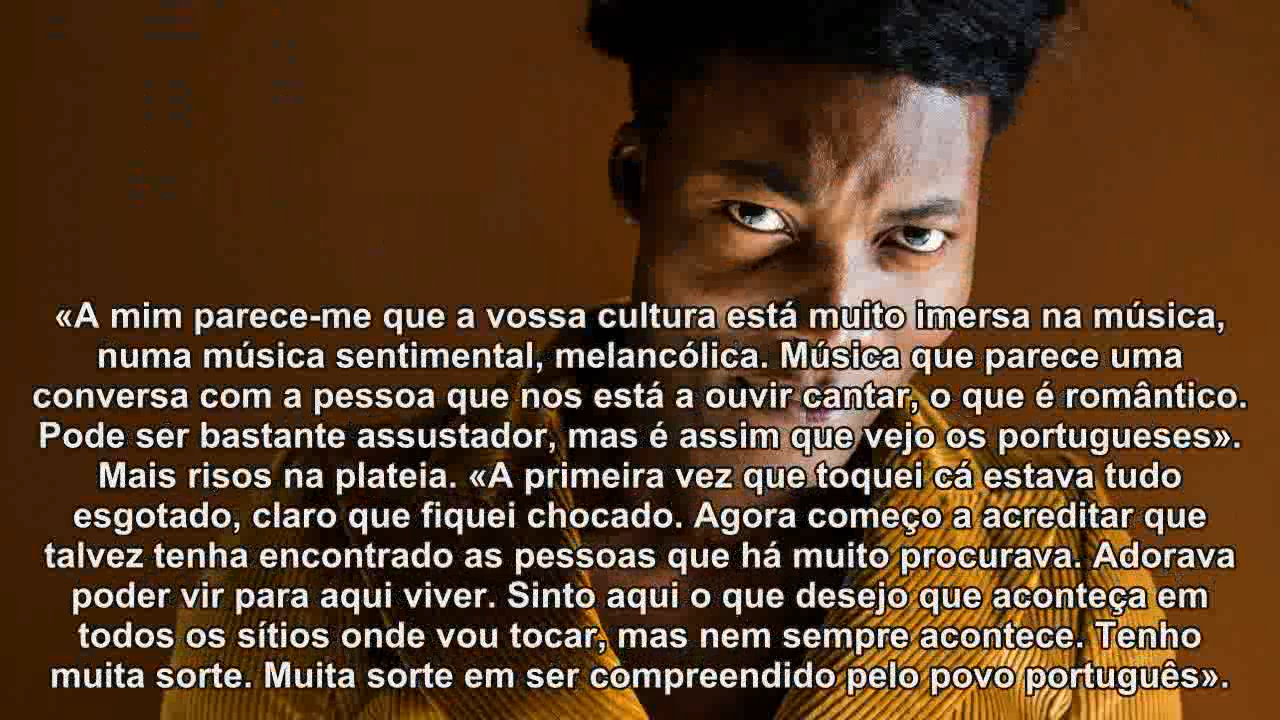 «A mim parece-me que a vossa cultura está muito imersa na música,
numa música sentimental, melancólica. Música que parece uma
conversa com a pessoa que nos está a ouvir cantar, o que é romântico.
Pode ser bastante assustador, mas é assim que vejo os portugueses».
Mais risos na plateia. «A primeira vez que toquei cá estava tudo
esgotado, claro que fiquei chocado. Agora começo a acreditar que
talvez tenha encontrado as pessoas que há muito procurava. Adorava
poder vir para aqui viver. Sinto aqui o que desejo que aconteça em
todos os sítios onde vou tocar, mas nem sempre acontece. Tenho
muita sorte. Muita sorte em ser compreendido pelo povo português».